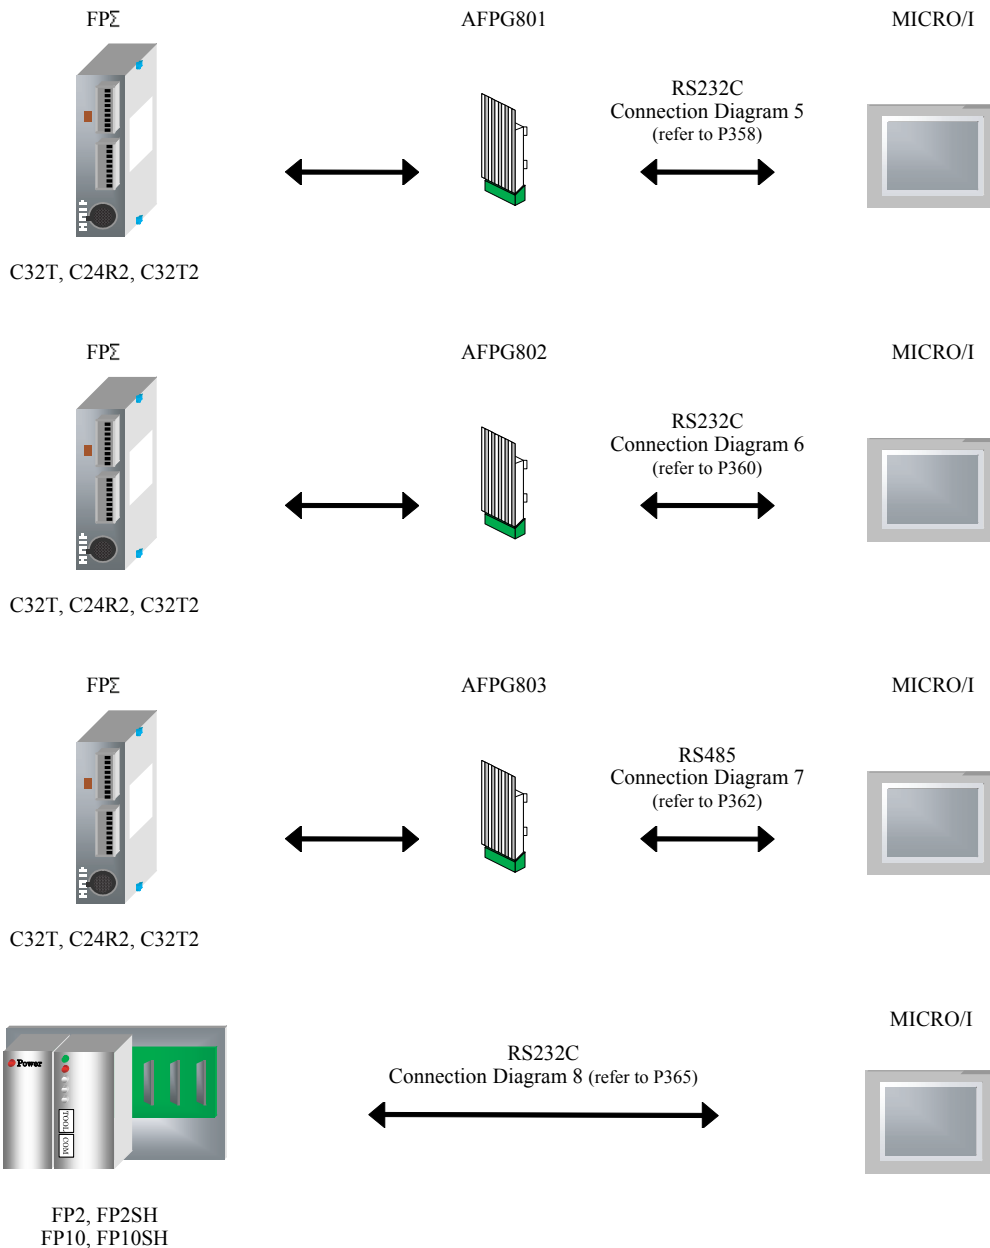 FPΣ
AFPG801
MICRO/I
RS232C
Connection Diagram 5
(refer to P358)
C32T, C24R2, C32T2
FPΣ
AFPG802
MICRO/I
RS232C
Connection Diagram 6
(refer to P360)
C32T, C24R2, C32T2
FPΣ
AFPG803
MICRO/I
RS485
Connection Diagram 7
(refer to P362)
C32T, C24R2, C32T2
MICRO/I
RS232C
Connection Diagram 8 (refer to P365)
Power
TOOL
COM
FP2, FP2SH
FP10, FP10SH